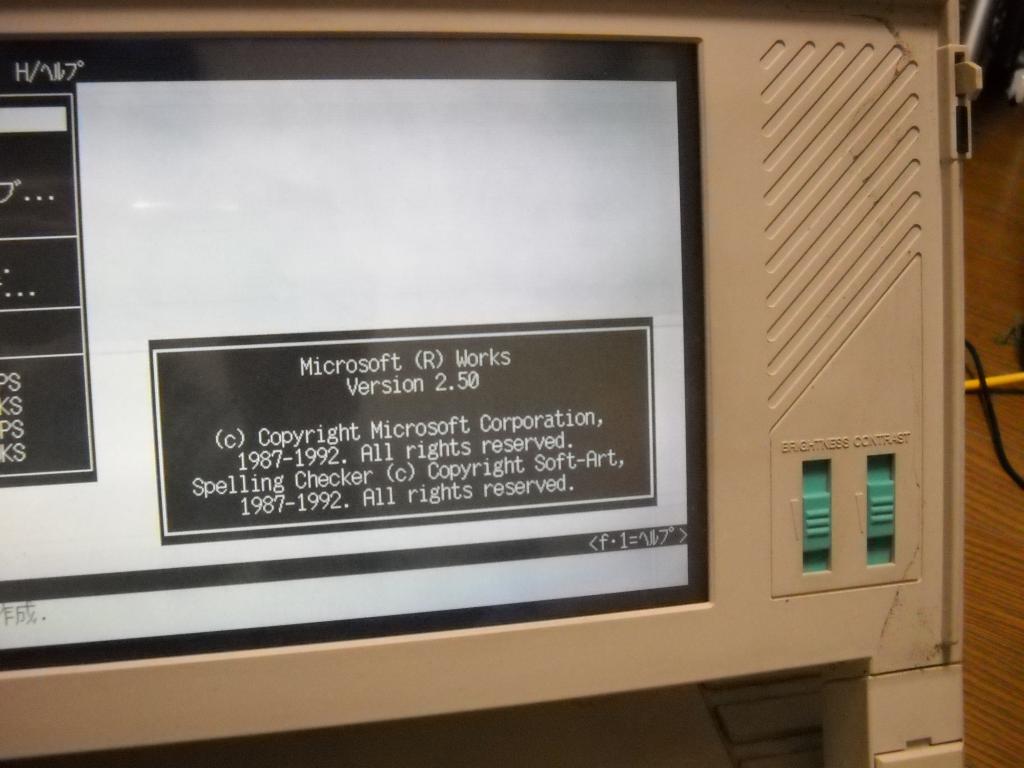 H/ﾍﾙﾌﾟ
ブ...
...
PS
KS
PS
KS
Microsoft (R) Works
Version 2.50
(c) Copyright Microsoft Corporation,
1987-1992. All rights reserved.
Spelling Checker (c) Copyright Soft-Art,
1987-1992. All rights reserved.
<f･1=ﾍﾙﾌﾟ>
作成.
BRIGHTNESS CONTRAST